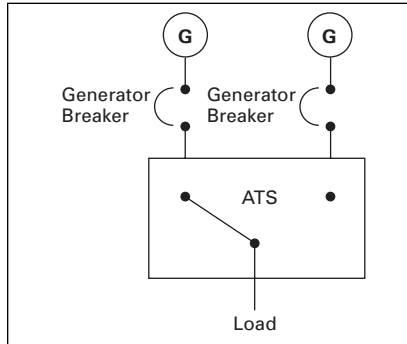 G
G
Generator
Breaker
Generator
Breaker
ATS
Load